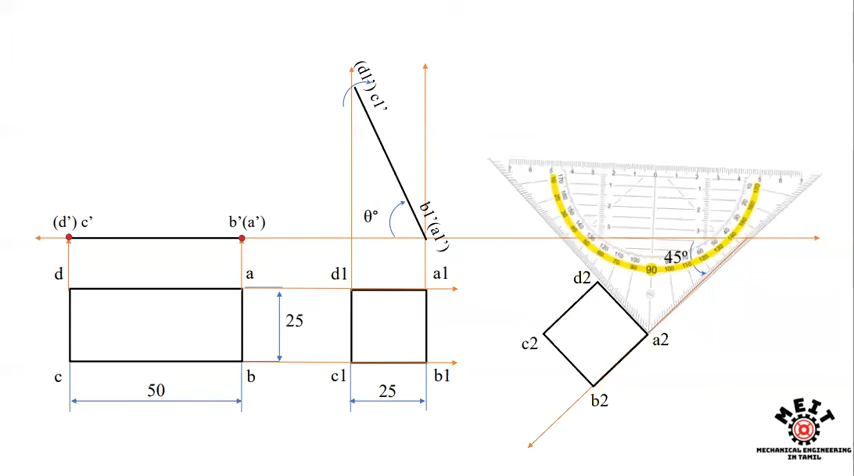 (d1') c1'
b1'(a1')
θ°
(d') c'
b'(a')
45°
90
d
a
d1
a1
d2
25
c2
a2
c
b
c1
b1
50
25
b2
MEIT
MECHANICAL ENGINEERING
IN TAMIL